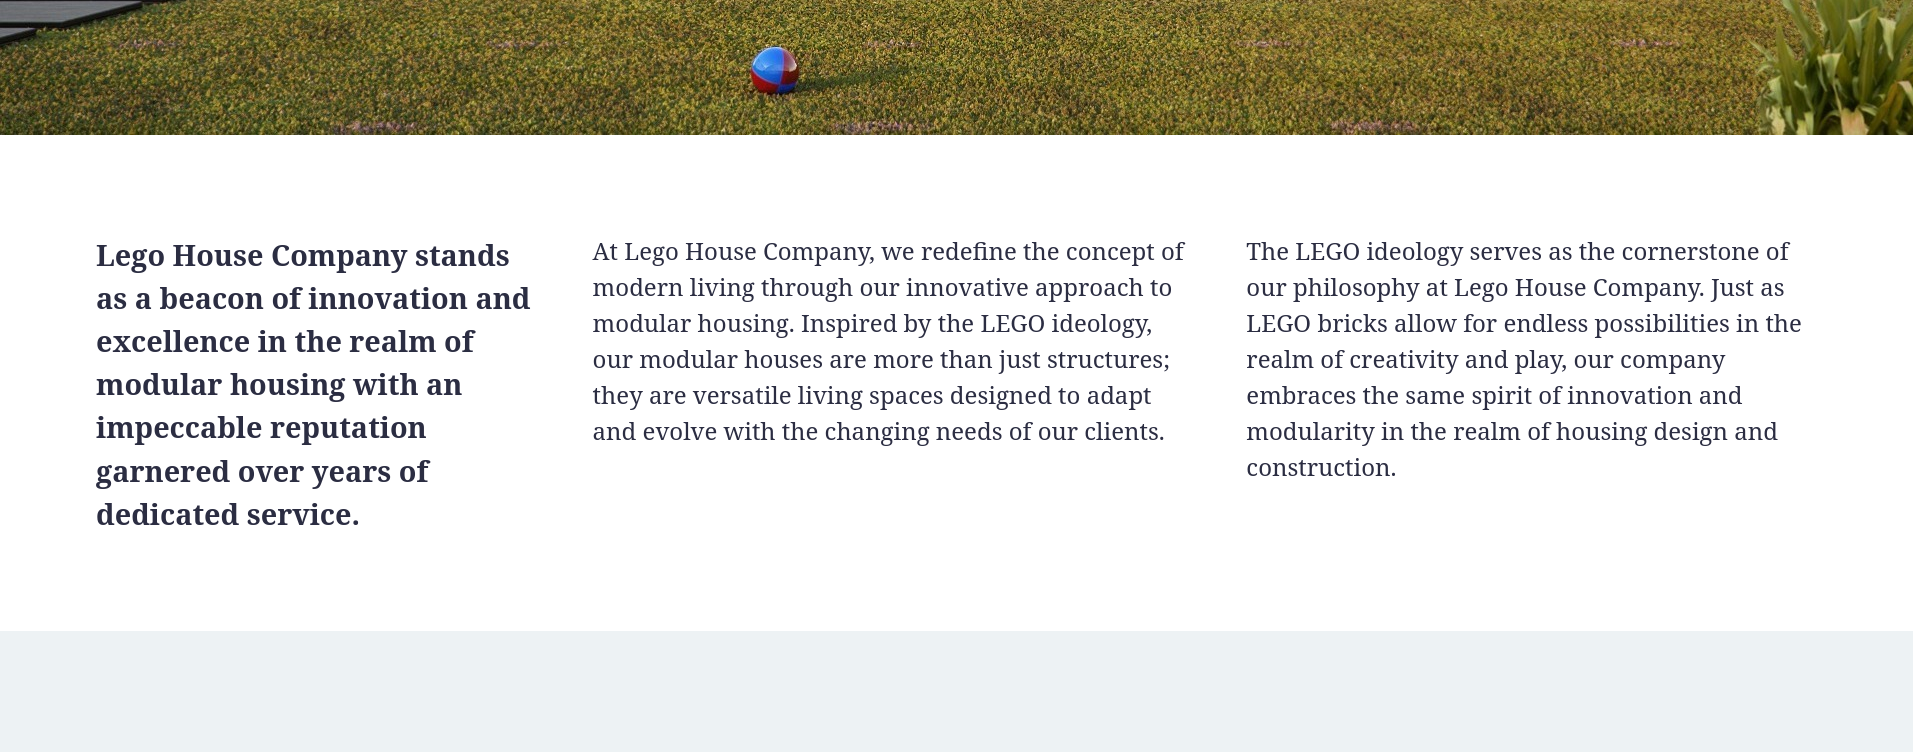 Lego House Company stands
as a beacon of innovation and
excellence in the realm of
modular housing with an
impeccable reputation
garnered over years of
dedicated service.
At Lego House Company, we redefine the concept of
modern living through our innovative approach to
modular housing. Inspired by the LEGO ideology,
our modular houses are more than just structures;
they are versatile living spaces designed to adapt
and evolve with the changing needs of our clients.
The LEGO ideology serves as the cornerstone of
our philosophy at Lego House Company. Just as
LEGO bricks allow for endless possibilities in the
realm of creativity and play, our company
embraces the same spirit of innovation and
modularity in the realm of housing design and
construction.